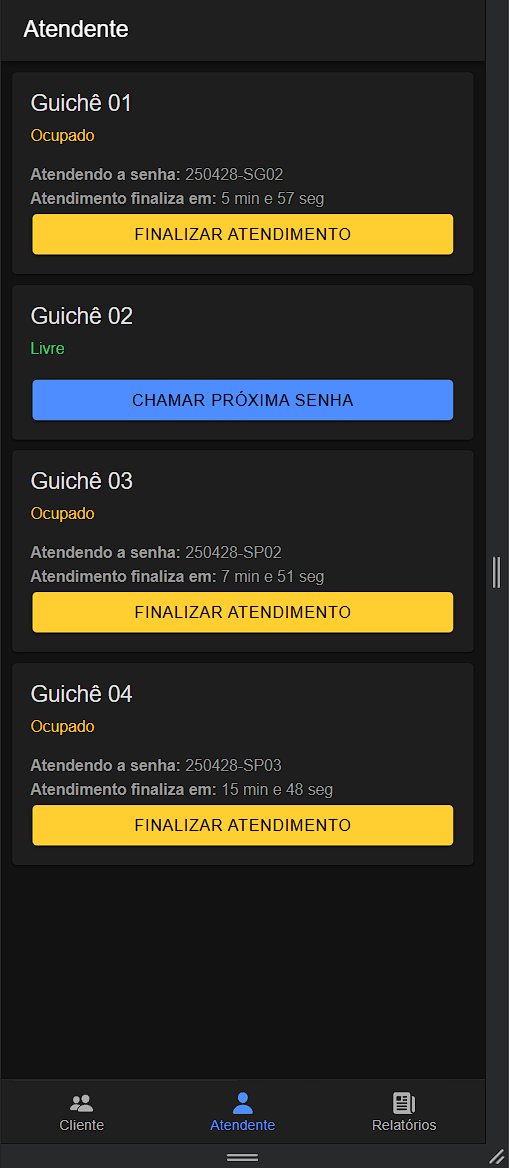 Atendente
Guichê 01
Ocupado
Atendendo a senha: 250428-SG02
Atendimento finaliza em: 5 min e 57 seg
FINALIZAR ATENDIMENTO
Guichê 02
Livre
CHAMAR PRÓXIMA SENHA
Guichê 03
Ocupado
Atendendo a senha: 250428-SP02
Atendimento finaliza em: 7 min e 51 seg
FINALIZAR ATENDIMENTO
Guichê 04
Ocupado
Atendendo a senha: 250428-SP03
Atendimento finaliza em: 15 min e 48 seg
FINALIZAR ATENDIMENTO
Cliente
Atendente
Relatórios